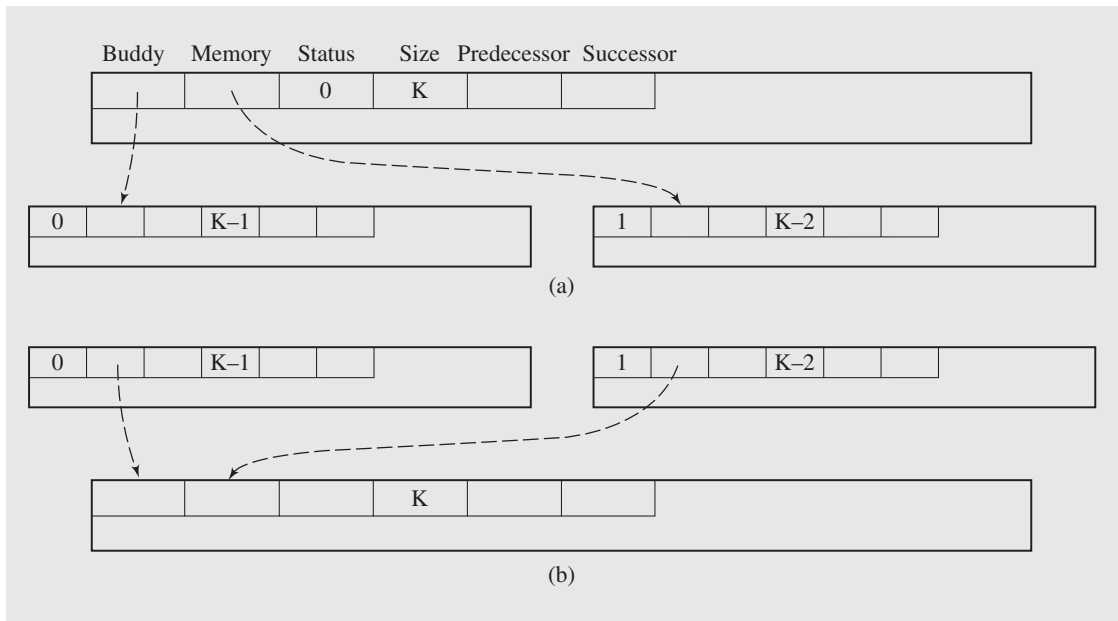 Buddy Memory Status Size Predecessor Successor
0 K
0 K–1 1 K–2
(a)
0 K–1 1 K–2
K
(b)